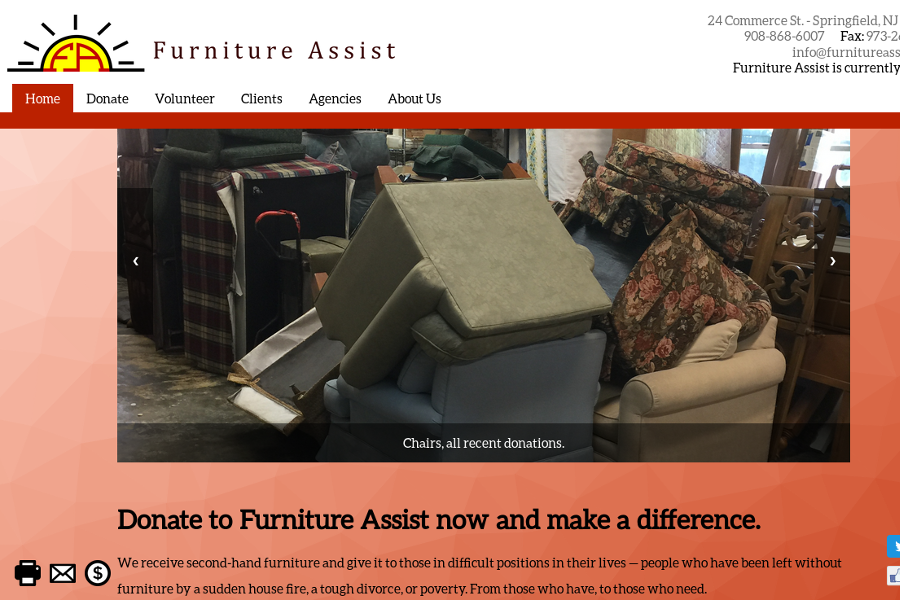 FA
Furniture Assist
24 Commerce St. - Springfield, NJ
908-868-6007 Fax: 973-2
info@furnitureass
Furniture Assist is currently
Home Donate Volunteer Clients Agencies About Us
‹ ›
Chairs, all recent donations.
Donate to Furniture Assist now and make a difference.
We receive second-hand furniture and give it to those in difficult positions in their lives — people who have been left without
furniture by a sudden house fire, a tough divorce, or poverty. From those who have, to those who need.
$